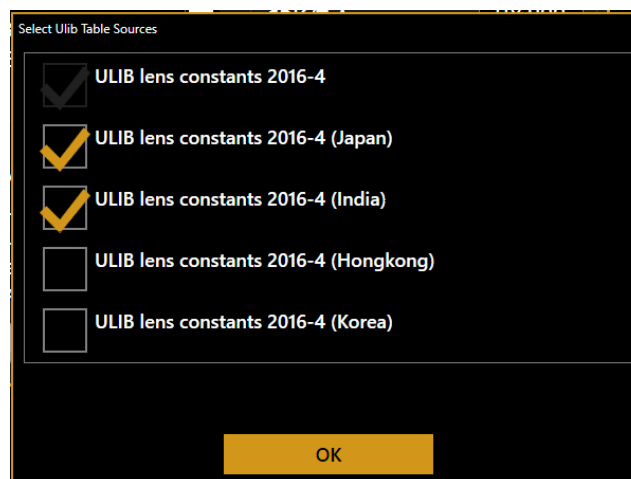 Select Ulib Table Sources
ULIB lens constants 2016-4
ULIB lens constants 2016-4 (Japan)
ULIB lens constants 2016-4 (India)
ULIB lens constants 2016-4 (Hongkong)
ULIB lens constants 2016-4 (Korea)
OK